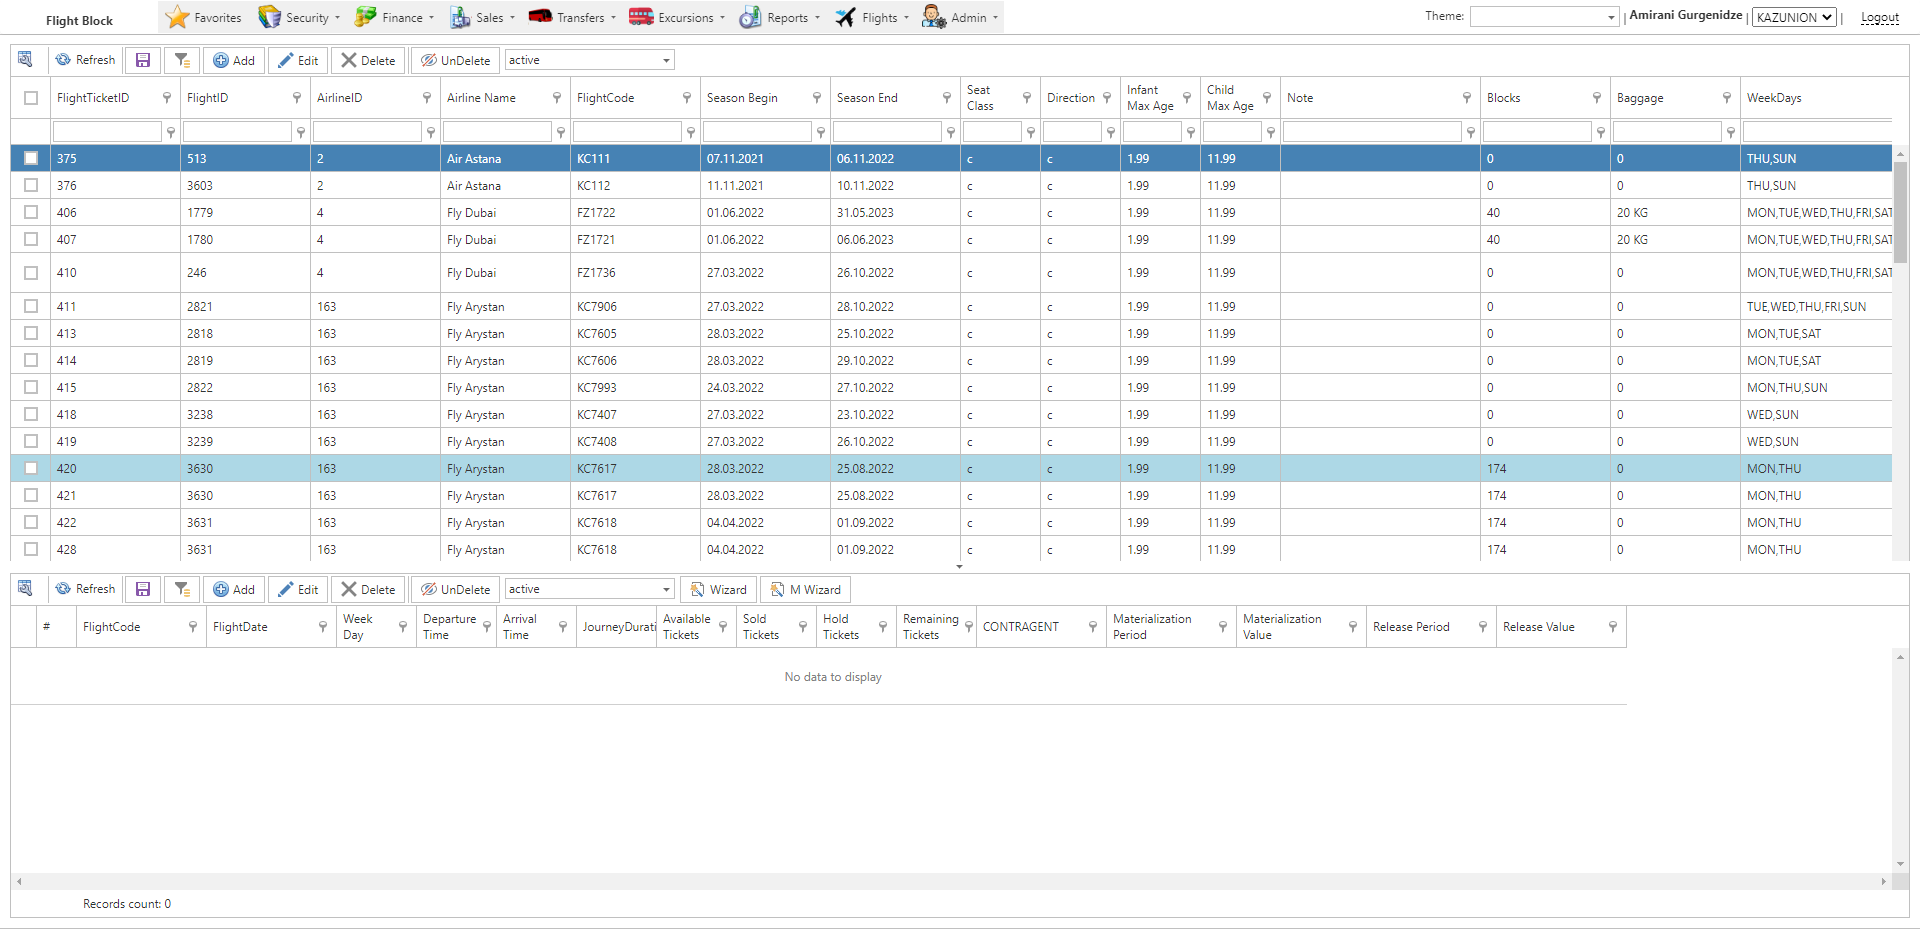 Flight Block
Favorites Security Finance Sales Transfers Excursions Reports Flights Admin
Theme: | Amirani Gurgenidze | KAZUNION | Logout
Refresh Add Edit Delete UnDelete active
FlightTicketID FlightID AirlineID Airline Name FlightCode Season Begin Season End Seat Class Direction Infant Max Age Child Max Age Note Blocks Baggage WeekDays
375 513 2 Air Astana KC111 07.11.2021 06.11.2022 c c 1.99 11.99 0 0 THU,SUN
376 3603 2 Air Astana KC112 11.11.2021 10.11.2022 c c 1.99 11.99 0 0 THU,SUN
406 1779 4 Fly Dubai FZ1722 01.06.2022 31.05.2023 c c 1.99 11.99 40 20 KG MON,TUE,WED,THU,FRI,SAT
407 1780 4 Fly Dubai FZ1721 01.06.2022 06.06.2023 c c 1.99 11.99 40 20 KG MON,TUE,WED,THU,FRI,SAT
410 246 4 Fly Dubai FZ1736 27.03.2022 26.10.2022 c c 1.99 11.99 0 0 MON,TUE,WED,THU,FRI,SAT
411 2821 163 Fly Arystan KC7906 27.03.2022 28.10.2022 c c 1.99 11.99 0 0 TUE,WED,THU,FRI,SUN
413 2818 163 Fly Arystan KC7605 28.03.2022 25.10.2022 c c 1.99 11.99 0 0 MON,TUE,SAT
414 2819 163 Fly Arystan KC7606 28.03.2022 29.10.2022 c c 1.99 11.99 0 0 MON,TUE,SAT
415 2822 163 Fly Arystan KC7993 24.03.2022 27.10.2022 c c 1.99 11.99 0 0 MON,THU,SUN
418 3238 163 Fly Arystan KC7407 27.03.2022 23.10.2022 c c 1.99 11.99 0 0 WED,SUN
419 3239 163 Fly Arystan KC7408 27.03.2022 26.10.2022 c c 1.99 11.99 0 0 WED,SUN
420 3630 163 Fly Arystan KC7617 28.03.2022 25.08.2022 c c 1.99 11.99 174 0 MON,THU
421 3630 163 Fly Arystan KC7617 28.03.2022 25.08.2022 c c 1.99 11.99 174 0 MON,THU
422 3631 163 Fly Arystan KC7618 04.04.2022 01.09.2022 c c 1.99 11.99 174 0 MON,THU
428 3631 163 Fly Arystan KC7618 04.04.2022 01.09.2022 c c 1.99 11.99 174 0 MON,THU
Refresh Add Edit Delete UnDelete active Wizard M Wizard
# FlightCode FlightDate Week Day Departure Time Arrival Time JourneyDurati Available Tickets Sold Tickets Hold Tickets Remaining Tickets CONTRAGENT Materialization Period Materialization Value Release Period Release Value
No data to display
Records count: 0